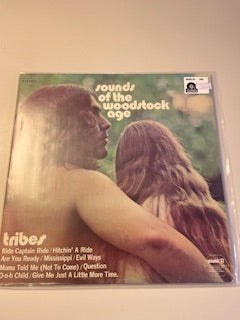 STEREO
sounds
of the
woodstock
age
tribes
Ride Captain Ride / Hitchin' A Ride
Are You Ready / Mississippi / Evil Ways
Mama Told Me (Not To Come) / Question
O-o-h Child / Give Me Just A Little More Time.